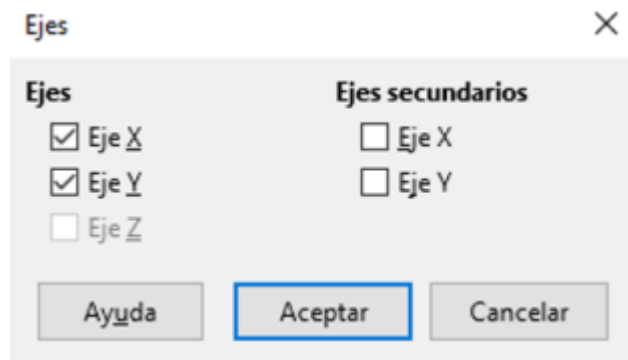 Ejes
Ejes Ejes secundarios
Eje X Eje X
Eje Y Eje Y
Eje Z
Ayuda Aceptar Cancelar